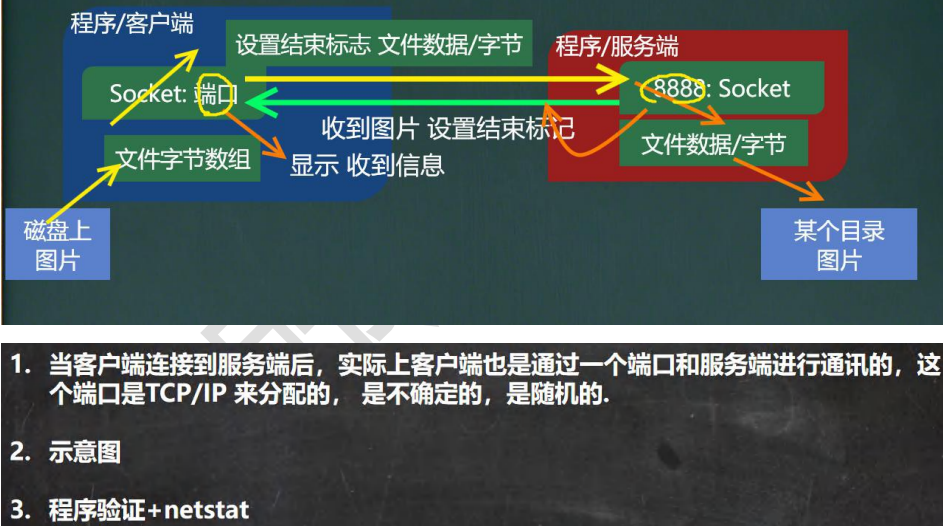 程序/客户端
设置结束标志 文件数据/字节
程序/服务端
Socket: 端口
8888: Socket
收到图片 设置结束标记
文件数据/字节
文件字节数组
显示 收到信息
磁盘上
图片
某个目录
图片
1. 当客户端连接到服务端后，实际上客户端也是通过一个端口和服务端进行通讯的，这
个端口是TCP/IP 来分配的， 是不确定的，是随机的.
2. 示意图
3. 程序验证+netstat